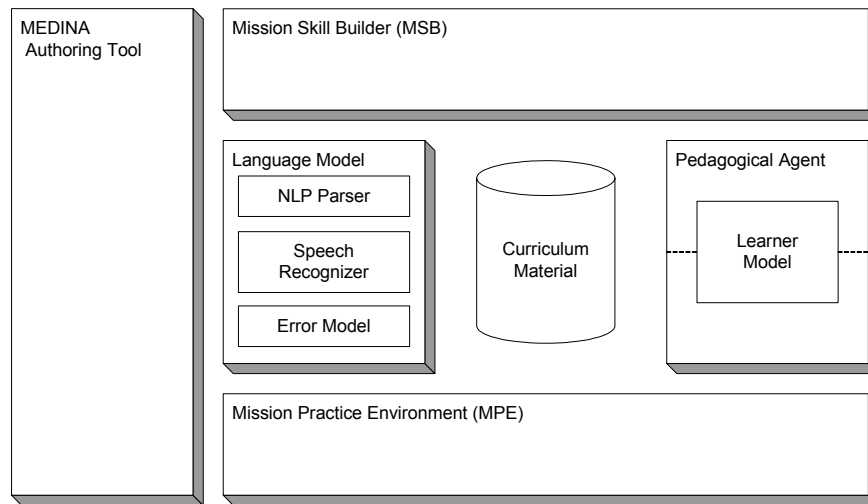 MEDINA
Authoring Tool
Mission Skill Builder (MSB)
Language Model
NLP Parser
Speech
Recognizer
Error Model
Curriculum
Material
Pedagogical Agent
Learner
Model
Mission Practice Environment (MPE)